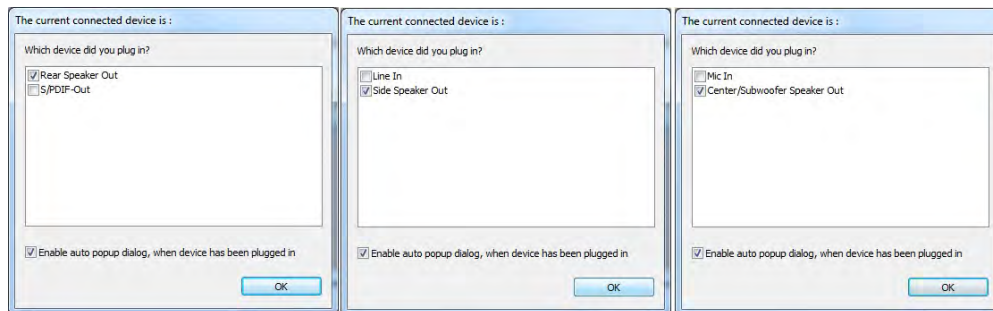 The current connected device is :
Which device did you plug in?
Rear Speaker Out
S/PDIF-Out
Enable auto popup dialog, when device has been plugged in
OK
The current connected device is :
Which device did you plug in?
Line In
Side Speaker Out
Enable auto popup dialog, when device has been plugged in
OK
The current connected device is :
Which device did you plug in?
Mic In
Center/Subwoofer Speaker Out
Enable auto popup dialog, when device has been plugged in
OK